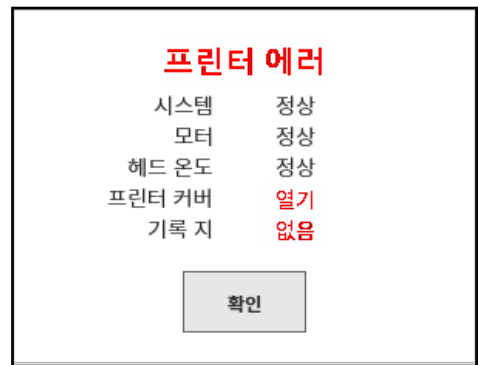 프린터 에러
시스템 정상
모터 정상
헤드 온도 정상
프린터 커버 열기
기록 지 없음
확인